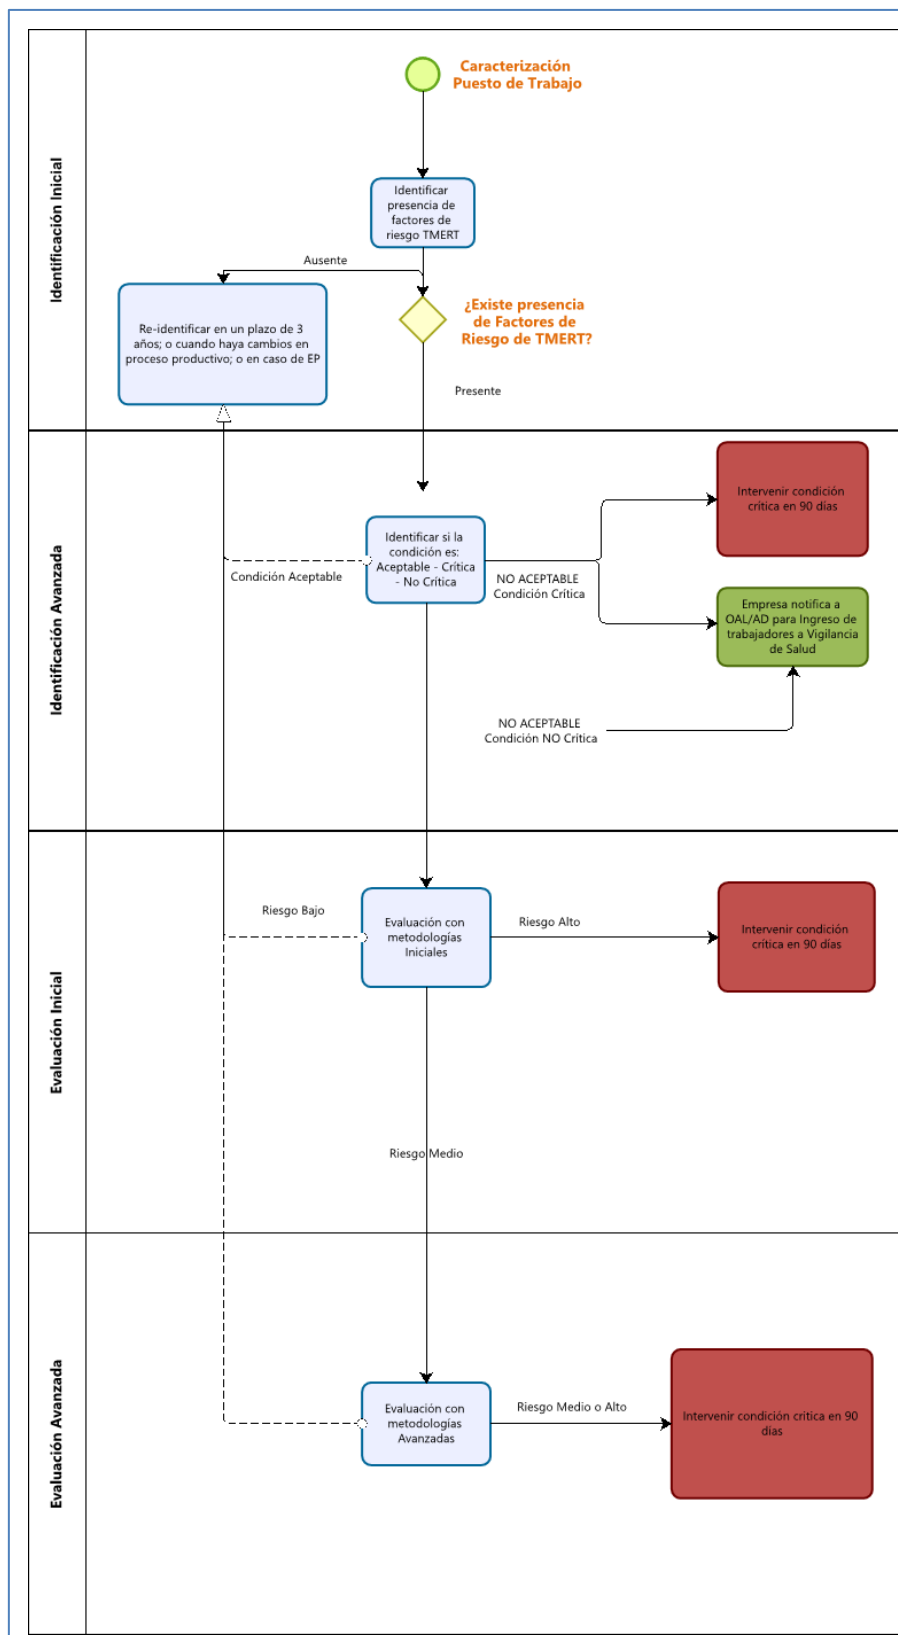 Identificación Inicial
Caracterización
Puesto de Trabajo
Identificar
presencia de
factores de
riesgo TMERT
Ausente
¿Existe presencia
de Factores de
Riesgo de TMERT?
Re-identificar en un plazo de 3
años; o cuando haya cambios en
proceso productivo; o en caso de EP
Presente
Identificación Avanzada
Intervenir condición
crítica en 90 días
Identificar si la
condición es:
Aceptable - Crítica
- No Crítica
Condición Aceptable
NO ACEPTABLE
Condición Crítica
Empresa notifica a
OAL/AD para Ingreso de
trabajadores a Vigilancia
de Salud
NO ACEPTABLE
Condición NO Crítica
Evaluación Inicial
Riesgo Bajo
Evaluación con
metodologías
Iniciales
Riesgo Alto
Intervenir condición
crítica en 90 días
Riesgo Medio
Evaluación Avanzada
Evaluación con
metodologías
Avanzadas
Riesgo Medio o Alto
Intervenir condición crítica en 90
días